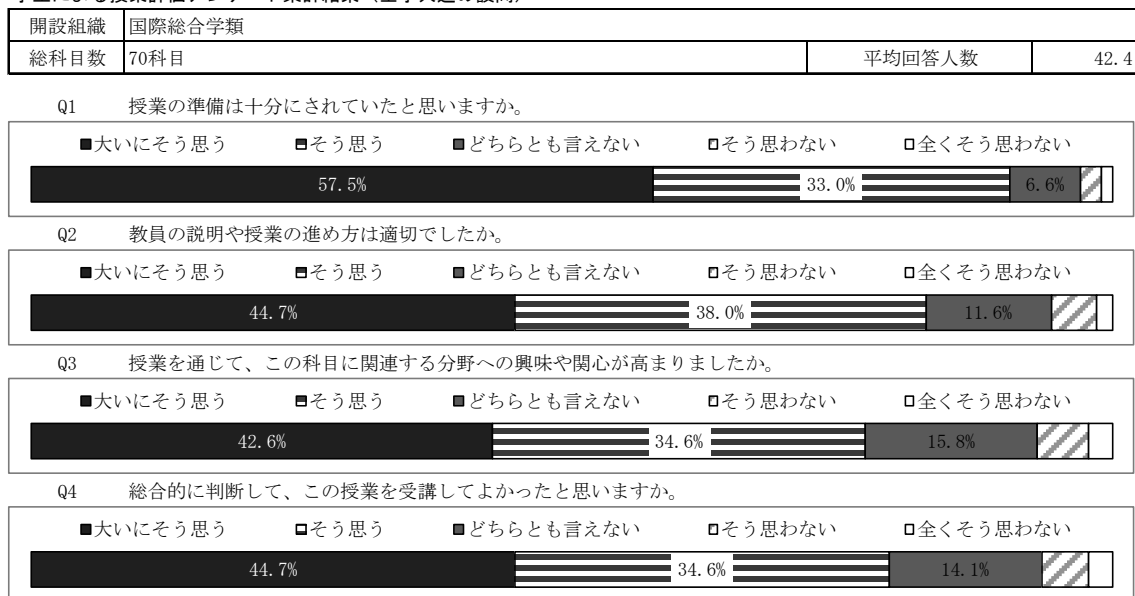 開設組織 国際総合学類
総科目数 70科目 平均回答人数 42.4
Q1 授業の準備は十分にされていたと思いますか。
■大いにそう思う ■そう思う ■どちらとも言えない □そう思わない □全くそう思わない
57.5% 33.0% 6.6%
Q2 教員の説明や授業の進め方は適切でしたか。
■大いにそう思う ■そう思う ■どちらとも言えない □そう思わない □全くそう思わない
44.7% 38.0% 11.6%
Q3 授業を通じて、この科目に関連する分野への興味や関心が高まりましたか。
■大いにそう思う ■そう思う ■どちらとも言えない □そう思わない □全くそう思わない
42.6% 34.6% 15.8%
Q4 総合的に判断して、この授業を受講してよかったと思いますか。
■大いにそう思う □そう思う ■どちらとも言えない □そう思わない □全くそう思わない
44.7% 34.6% 14.1%